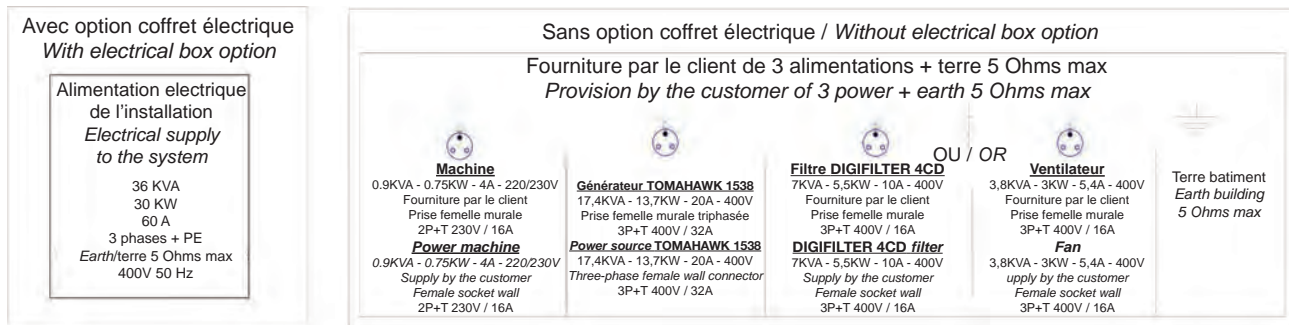 Avec option coffret électrique
With electrical box option
Alimentation electrique
de l'installation
Electrical supply
to the system
36 KVA
30 KW
60 A
3 phases + PE
Earth/terre 5 Ohms max
400V 50 Hz
Sans option coffret électrique / Without electrical box option
Fourniture par le client de 3 alimentations + terre 5 Ohms max
Provision by the customer of 3 power + earth 5 Ohms max
Machine
0.9KVA - 0.75KW - 4A - 220/230V
Fourniture par le client
Prise femelle murale
2P+T 230V / 16A
Power machine
0.9KVA - 0.75KW - 4A - 220/230V
Supply by the customer
Female socket wall
2P+T 230V / 16A
Générateur TOMAHAWK 1538
17,4KVA - 13,7KW - 20A - 400V
Prise femelle murale triphasée
3P+T 400V / 32A
Power source TOMAHAWK 1538
17,4KVA - 13,7KW - 20A - 400V
Three-phase female wall connector
3P+T 400V / 32A
Filtre DIGIFILTER 4CD
7KVA - 5,5KW - 10A - 400V
Fourniture par le client
Prise femelle murale
3P+T 400V / 16A
DIGIFILTER 4CD filter
7KVA - 5,5KW - 10A - 400V
Supply by the customer
Female socket wall
3P+T 400V / 16A
OU / OR
Ventilateur
3,8KVA - 3KW - 5,4A - 400V
Fourniture par le client
Prise femelle murale
3P+T 400V / 16A
Fan
3,8KVA - 3KW - 5,4A - 400V
upply by the customer
Female socket wall
3P+T 400V / 16A
Terre batiment
Earth building
5 Ohms max